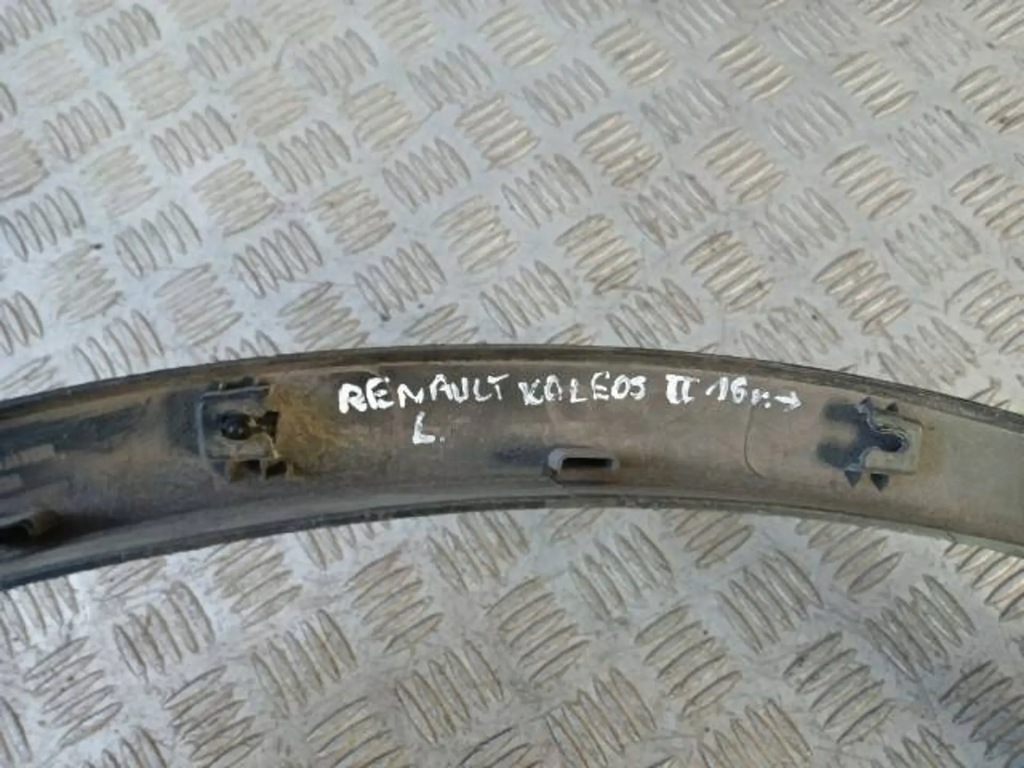 RENAULT KALEOS II 16r.→
L.